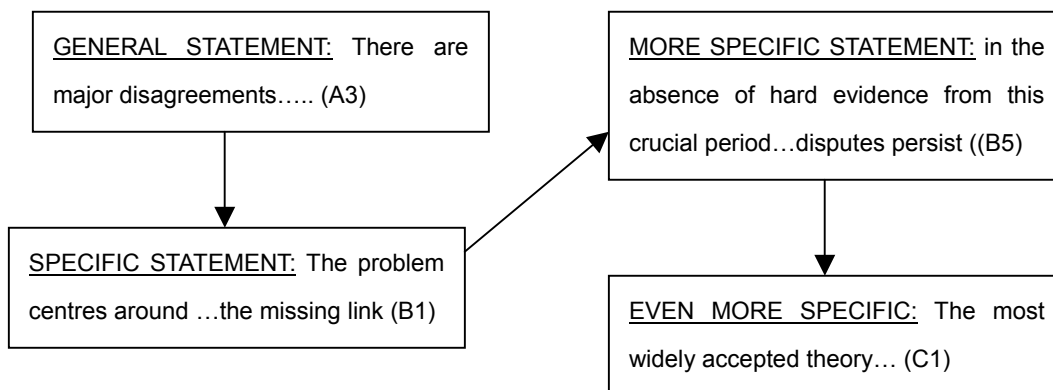 GENERAL STATEMENT: There are
major disagreements….. (A3)
SPECIFIC STATEMENT: The problem
centres around …the missing link (B1)
MORE SPECIFIC STATEMENT: in the
absence of hard evidence from this
crucial period…disputes persist ((B5)
EVEN MORE SPECIFIC: The most
widely accepted theory… (C1)